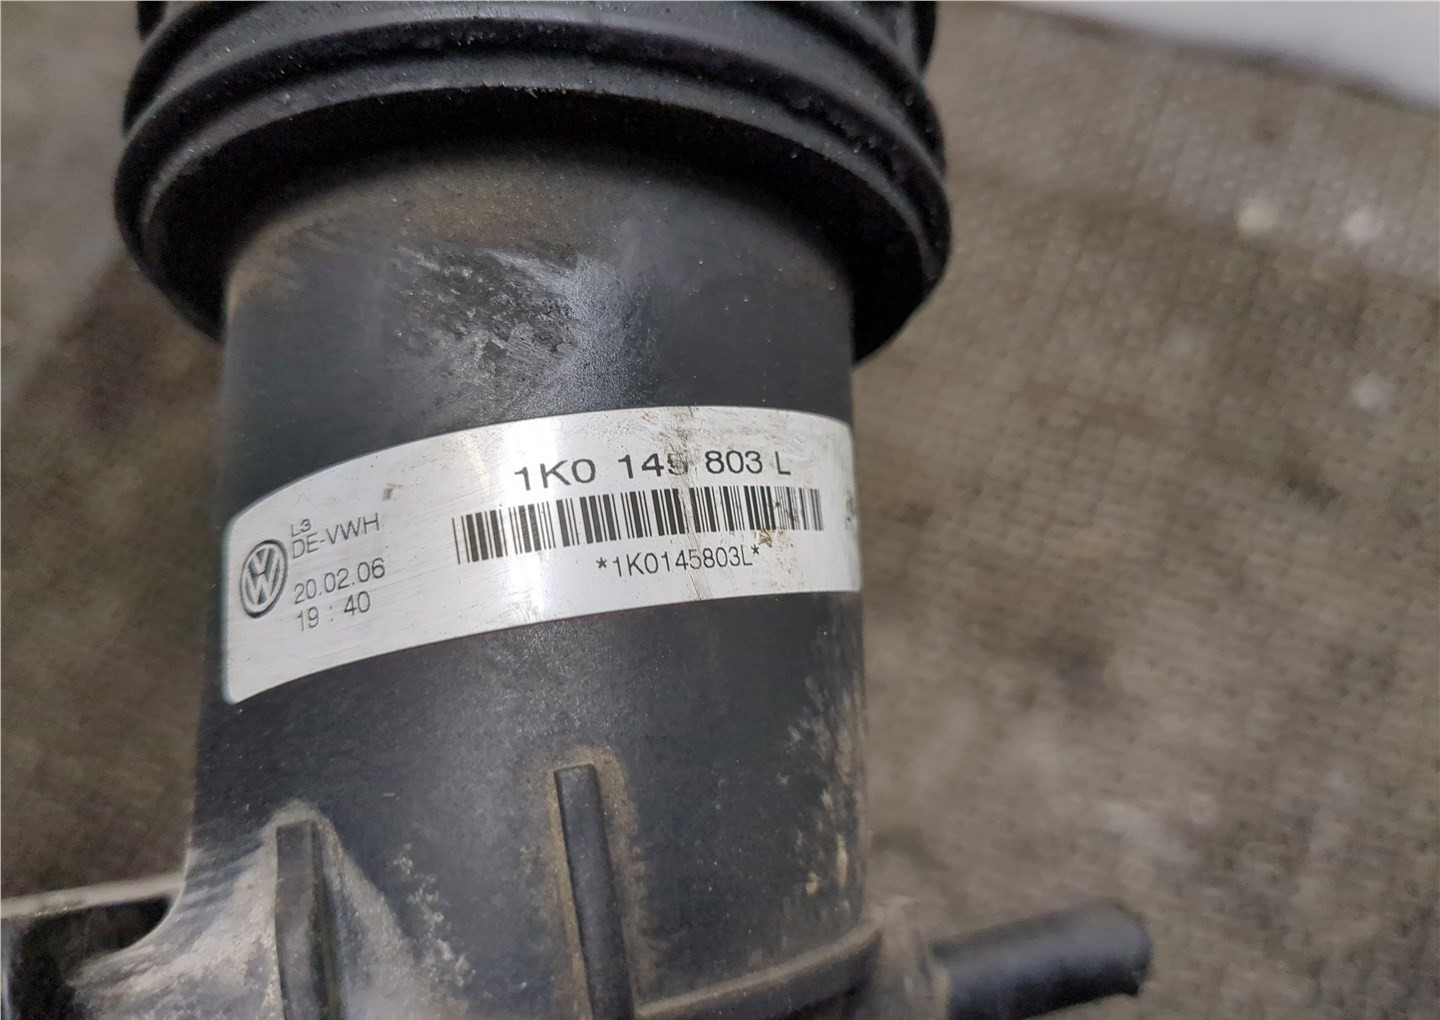 1K0 145 803 L
*1K0145803L*
L3
DE-VWH
20.02.06
19 : 40